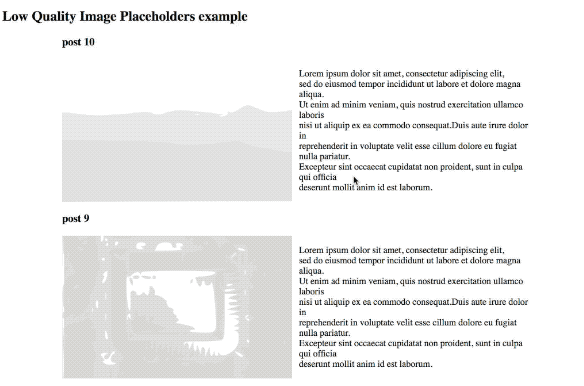 Low Quality Image Placeholders example
post 10
Lorem ipsum dolor sit amet, consectetur adipiscing elit,
sed do eiusmod tempor incididunt ut labore et dolore magna
aliqua.
Ut enim ad minim veniam, quis nostrud exercitation ullamco
laboris
nisi ut aliquip ex ea commodo consequat.Duis aute irure dolor
in
reprehenderit in voluptate velit esse cillum dolore eu fugiat
nulla pariatur.
Excepteur sint occaecat cupidatat non proident, sunt in culpa
qui officia
deserunt mollit anim id est laborum.
post 9
Lorem ipsum dolor sit amet, consectetur adipiscing elit,
sed do eiusmod tempor incididunt ut labore et dolore magna
aliqua.
Ut enim ad minim veniam, quis nostrud exercitation ullamco
laboris
nisi ut aliquip ex ea commodo consequat.Duis aute irure dolor
in
reprehenderit in voluptate velit esse cillum dolore eu fugiat
nulla pariatur.
Excepteur sint occaecat cupidatat non proident, sunt in culpa
qui officia
deserunt mollit anim id est laborum.